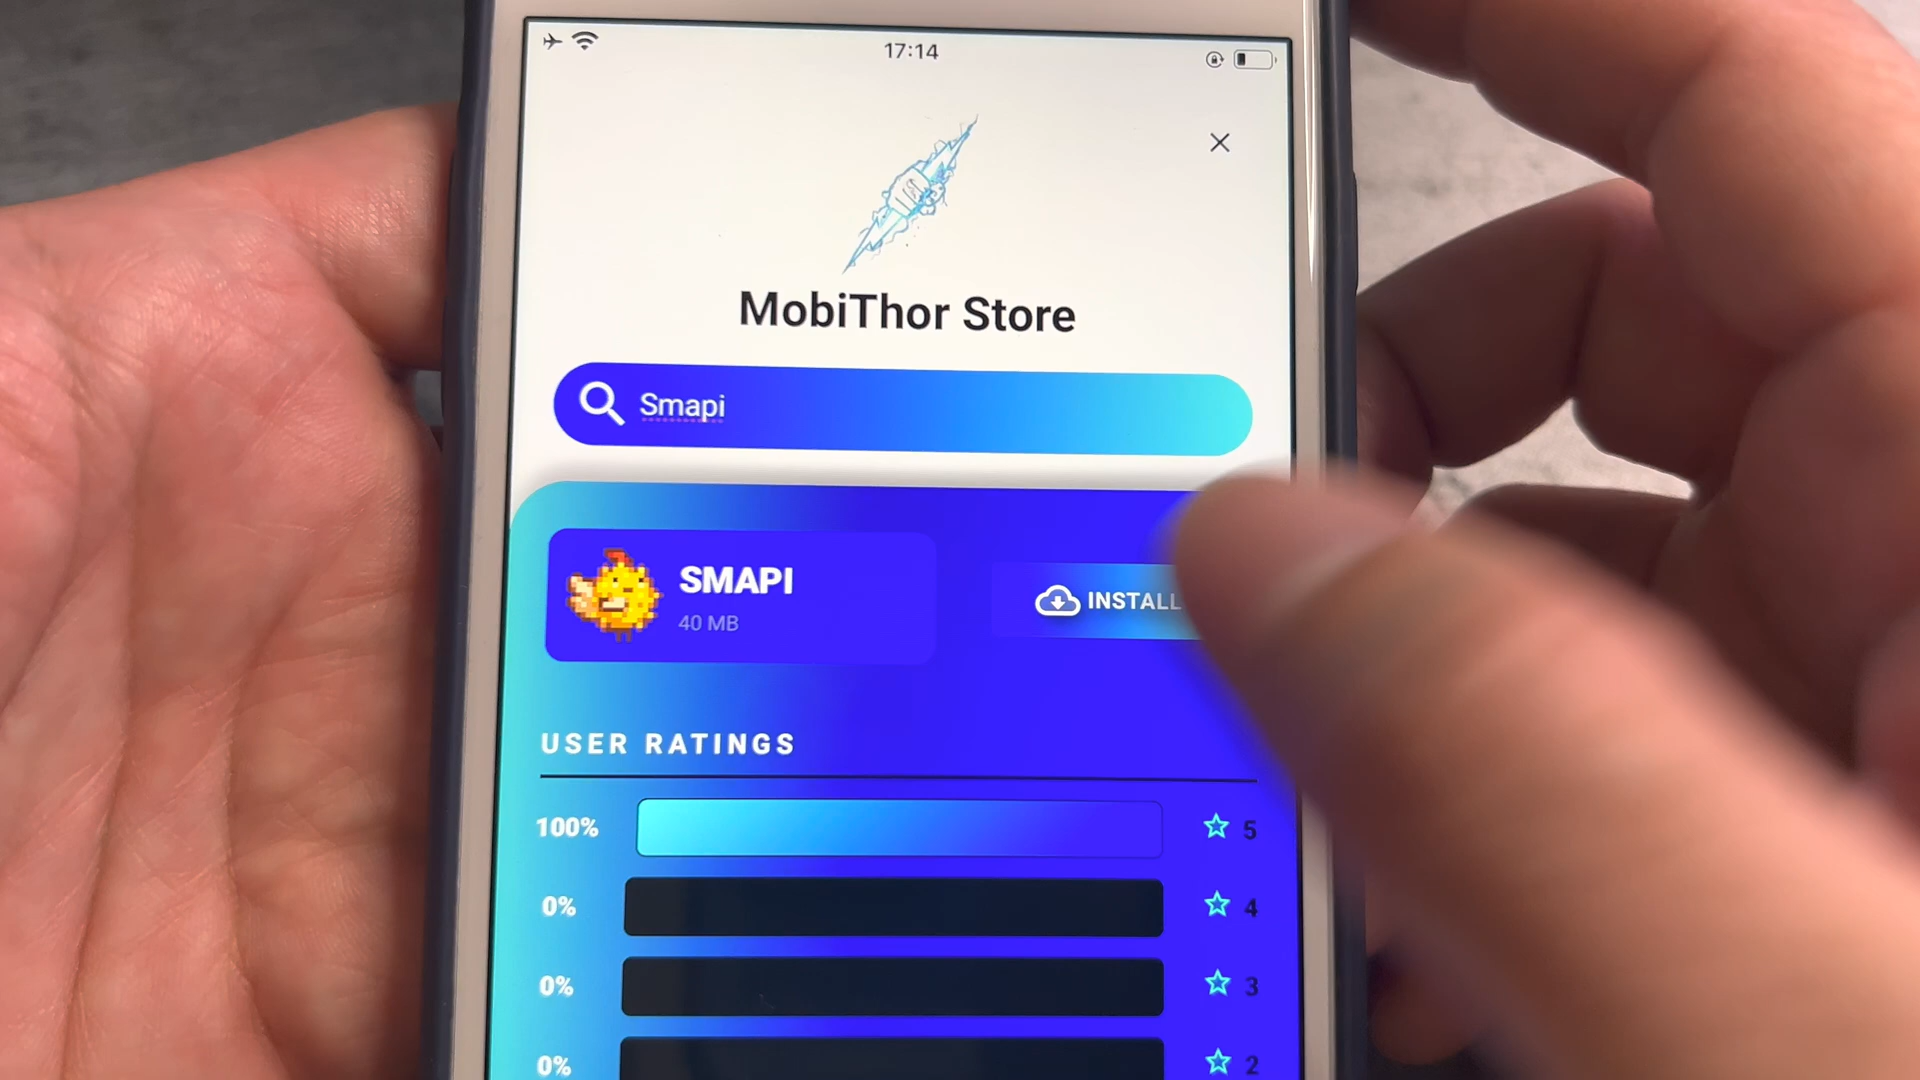 17:14
MobiThor Store
Smapi
SMAPI
40 MB
INSTALL
USER RATINGS
100% 5
0% 4
0% 3
0% 2